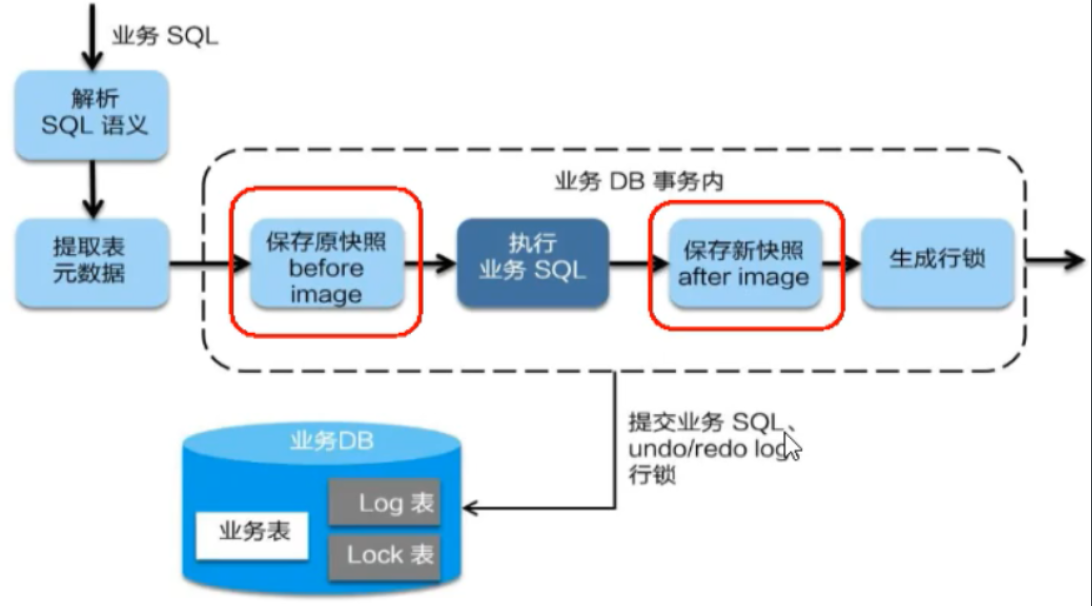 业务 SQL
解析
SQL 语义
业务 DB 事务内
提取表
元数据
保存原快照
before
image
执行
业务 SQL
保存新快照
after image
生成行锁
提交业务 SQL、
undo/redo log
行锁
业务DB
业务表
Log 表
Lock 表